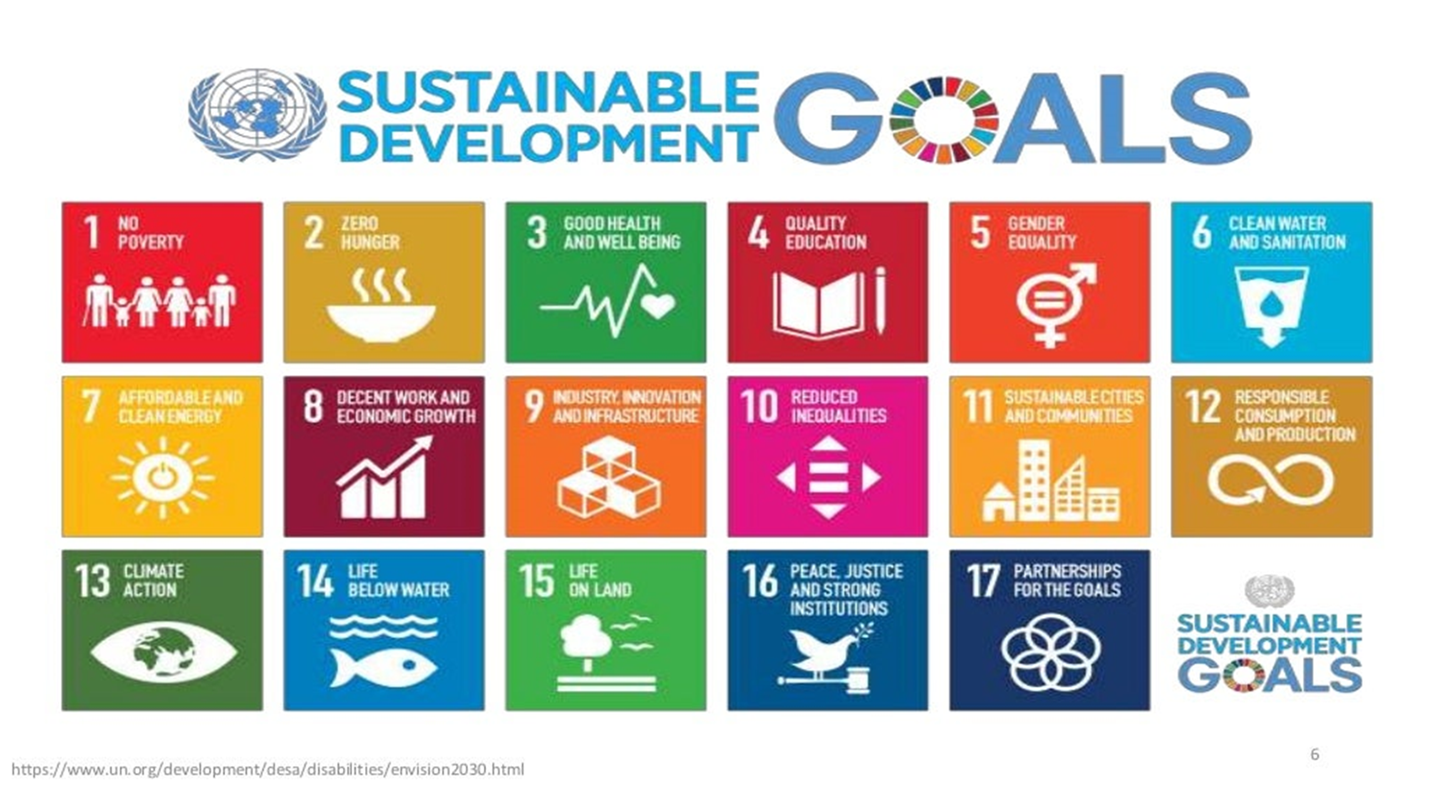 SUSTAINABLE
DEVELOPMENT
GOALS
1 NO
POVERTY
2 ZERO
HUNGER
3 GOOD HEALTH
AND WELL BEING
4 QUALITY
EDUCATION
5 GENDER
EQUALITY
6 CLEAN WATER
AND SANITATION
7 AFFORDABLE AND
CLEAN ENERGY
8 DECENT WORK AND
ECONOMIC GROWTH
9 INDUSTRY, INNOVATION
AND INFRASTRUCTURE
10 REDUCED
INEQUALITIES
11 SUSTAINABLE CITIES
AND COMMUNITIES
12 RESPONSIBLE
CONSUMPTION
AND PRODUCTION
13 CLIMATE
ACTION
14 LIFE
BELOW WATER
15 LIFE
ON LAND
16 PEACE, JUSTICE
AND STRONG
INSTITUTIONS
17 PARTNERSHIPS
FOR THE GOALS
SUSTAINABLE
DEVELOPMENT
GOALS
https://www.un.org/development/desa/disabilities/envision2030.html
6